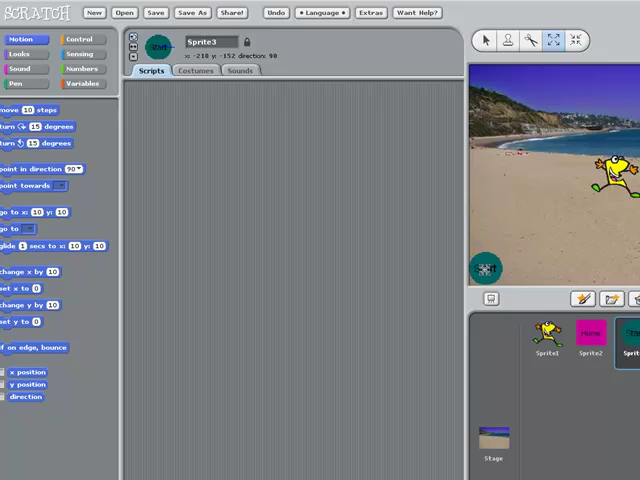 SCRATCH
New Open Save Save As Share! Undo • Language • Extras Want Help?
Motion Control
Looks Sensing
Sound Numbers
Pen Variables
Sprite3
x: -218 y: -152 direction: 90
Scripts Costumes Sounds
move 10 steps
turn 15 degrees
turn 15 degrees
point in direction 90
point towards
go to x: 10 y: 10
go to
glide 1 secs to x: 10 y: 10
change x by 10
set x to 0
change y by 10
set y to 0
if on edge, bounce
x position
y position
direction
Start
Home
Sprite1 Sprite2
Stage